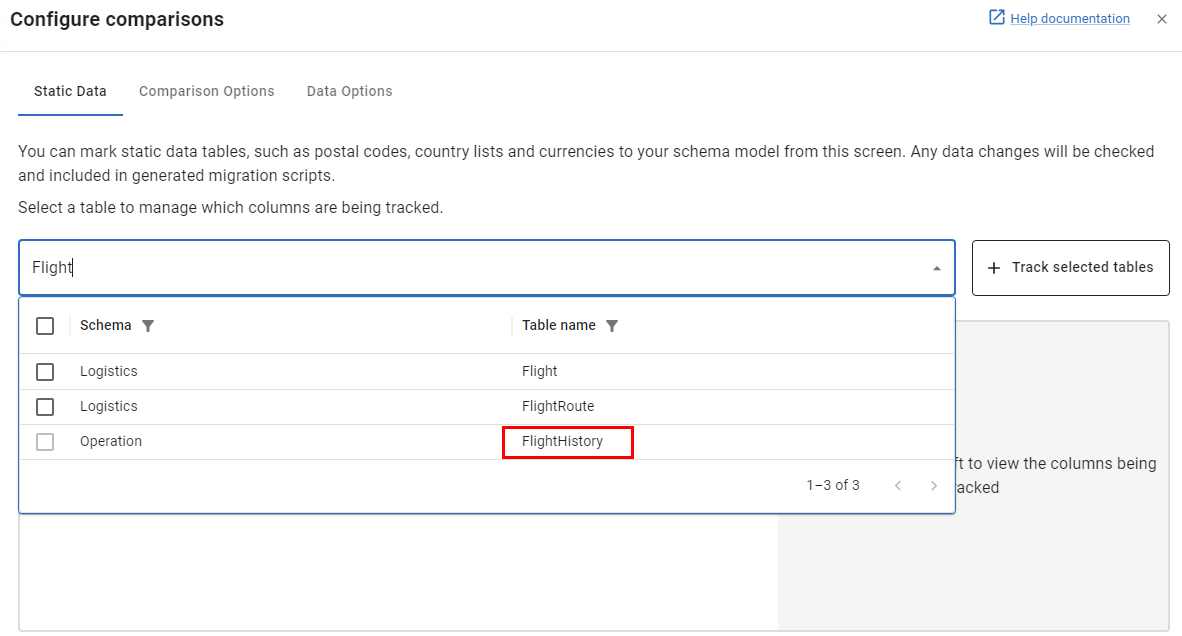 Configure comparisons
Help documentation
Static Data
Comparison Options
Data Options
You can mark static data tables, such as postal codes, country lists and currencies to your schema model from this screen. Any data changes will be checked
and included in generated migration scripts.
Select a table to manage which columns are being tracked.
Flight
+ Track selected tables
Schema
Table name
Logistics
Flight
Logistics
FlightRoute
Operation
FlightHistory
ft to view the columns being
1–3 of 3
acked